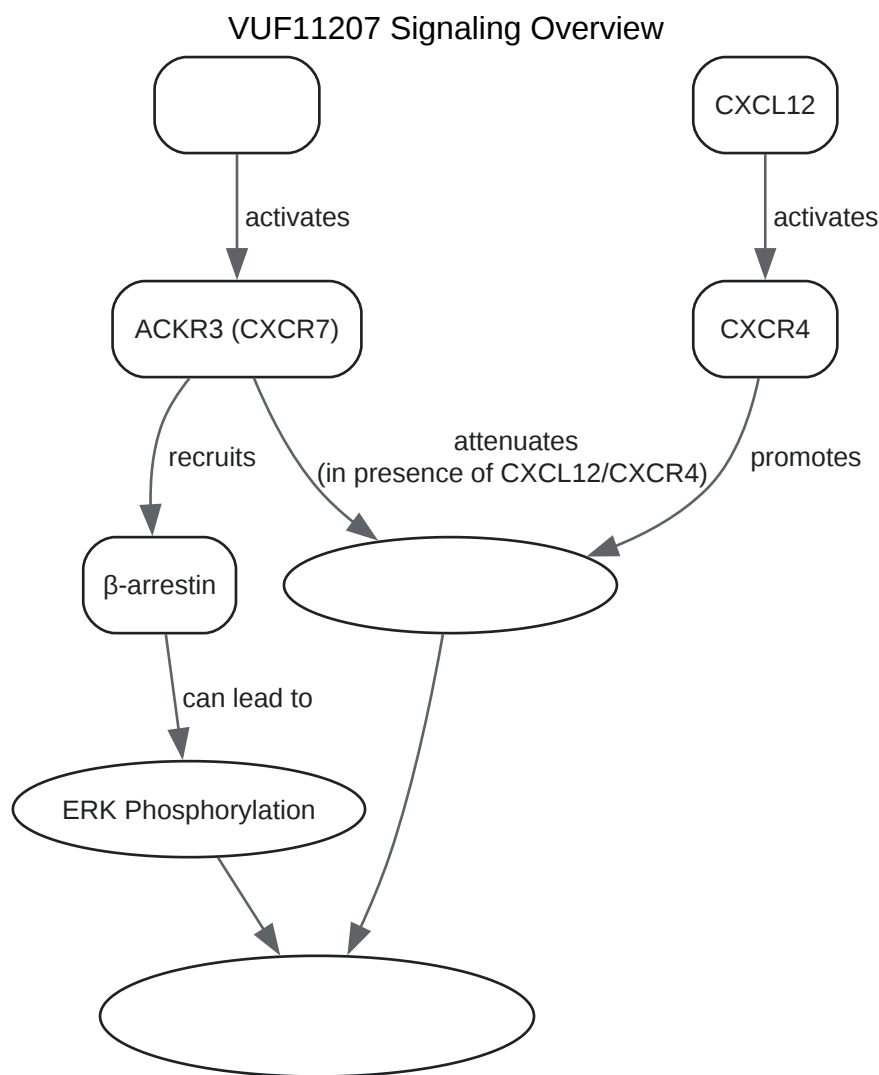 VUF11207 Signaling Overview
CXCL12
activates
activates
ACKR3 (CXCR7)
CXCR4
recruits
attenuates
(in presence of CXCL12/CXCR4)
promotes
β-arrestin
can lead to
ERK Phosphorylation